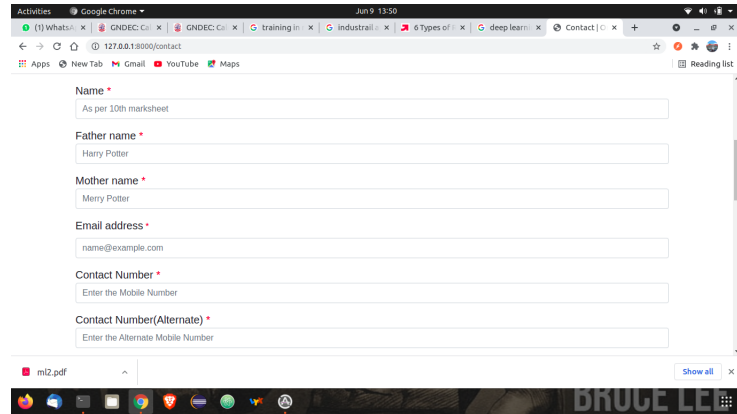 Activities Google Chrome Jun 9 13:50
(1) WhatsA GNDEC: Cal GNDEC: Cal training in industrail 6 Types of deep learni Contact | O
127.0.0.1:8000/contact
Apps New Tab Gmail YouTube Maps Reading list
Name *
As per 10th marksheet
Father name *
Harry Potter
Mother name *
Merry Potter
Email address *
name@example.com
Contact Number *
Enter the Mobile Number
Contact Number(Alternate) *
Enter the Alternate Mobile Number
ml2.pdf Show all
BRUCE LEE